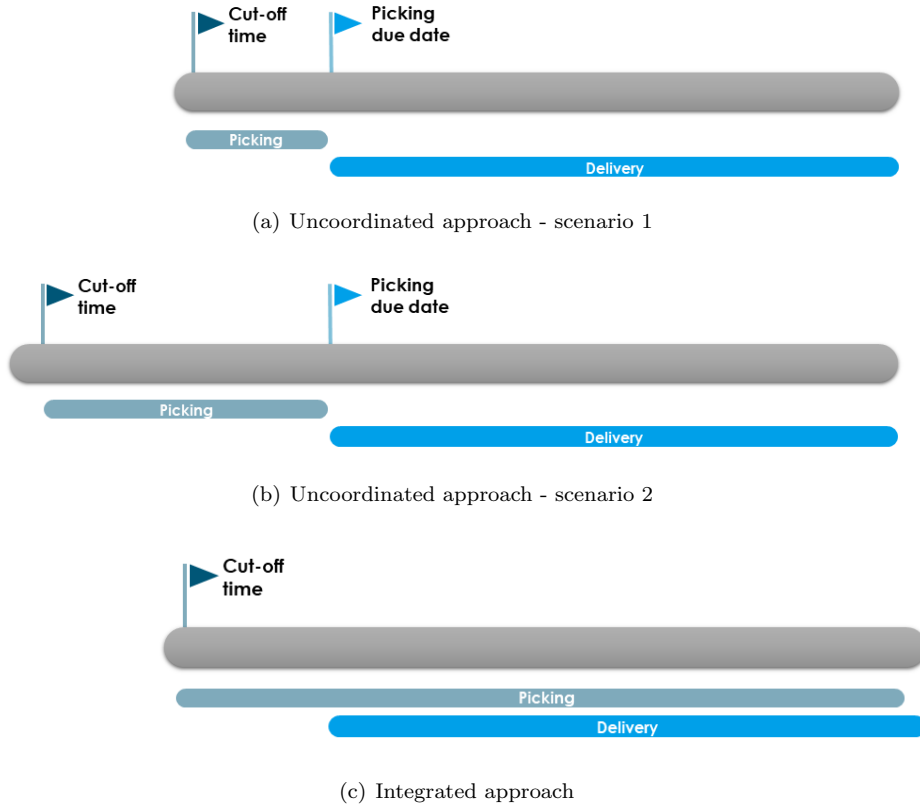 Cut-off
time
Picking
due date
Picking
Delivery
(a) Uncoordinated approach - scenario 1
Cut-off
time
Picking
due date
Picking
Delivery
(b) Uncoordinated approach - scenario 2
Cut-off
time
Picking
Delivery
(c) Integrated approach